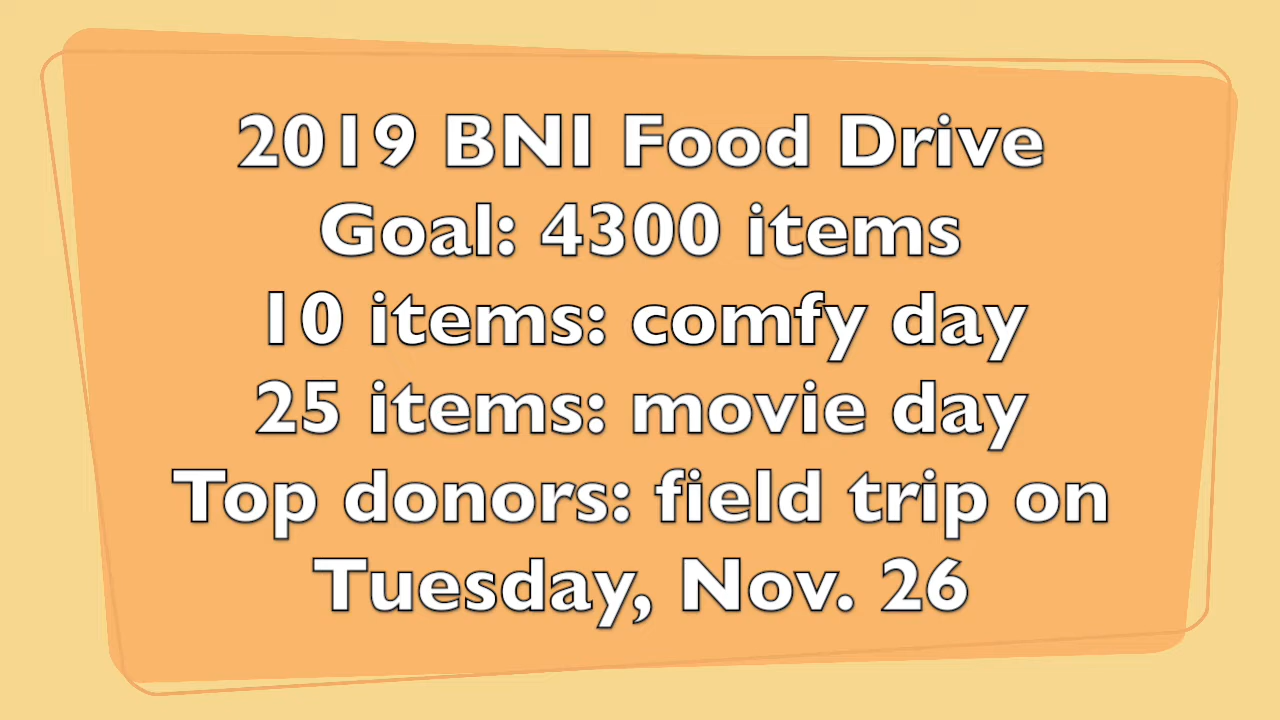 2019 BNI Food Drive
Goal: 4300 items
10 items: comfy day
25 items: movie day
Top donors: field trip on
Tuesday, Nov. 26